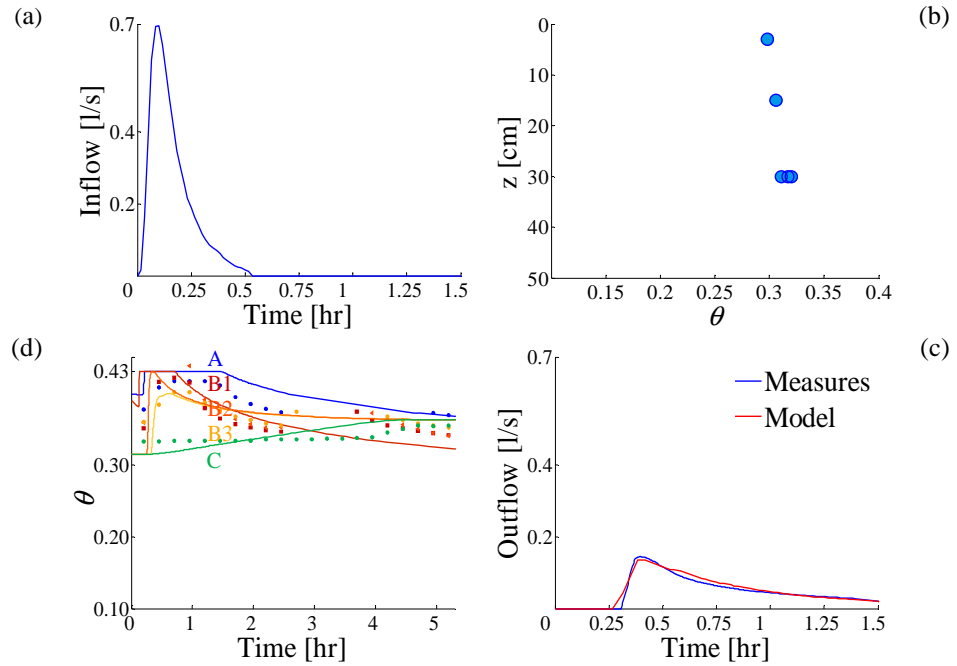 (a)
0.7
0.4
0.2
Inflow [l/s]
0 0.25 0.5 0.75 1 1.25 1.5
Time [hr]
(b)
0
10
20
30
40
50
z [cm]
0.15 0.2 0.25 0.3 0.35 0.4
θ
(d)
0.43
0.30
0.20
0.10
θ
A
B1
B2
B3
C
0 1 2 3 4 5
Time [hr]
(c)
0.7
0.4
0.2
Outflow [l/s]
Measures
Model
0 0.25 0.5 0.75 1 1.25 1.5
Time [hr]